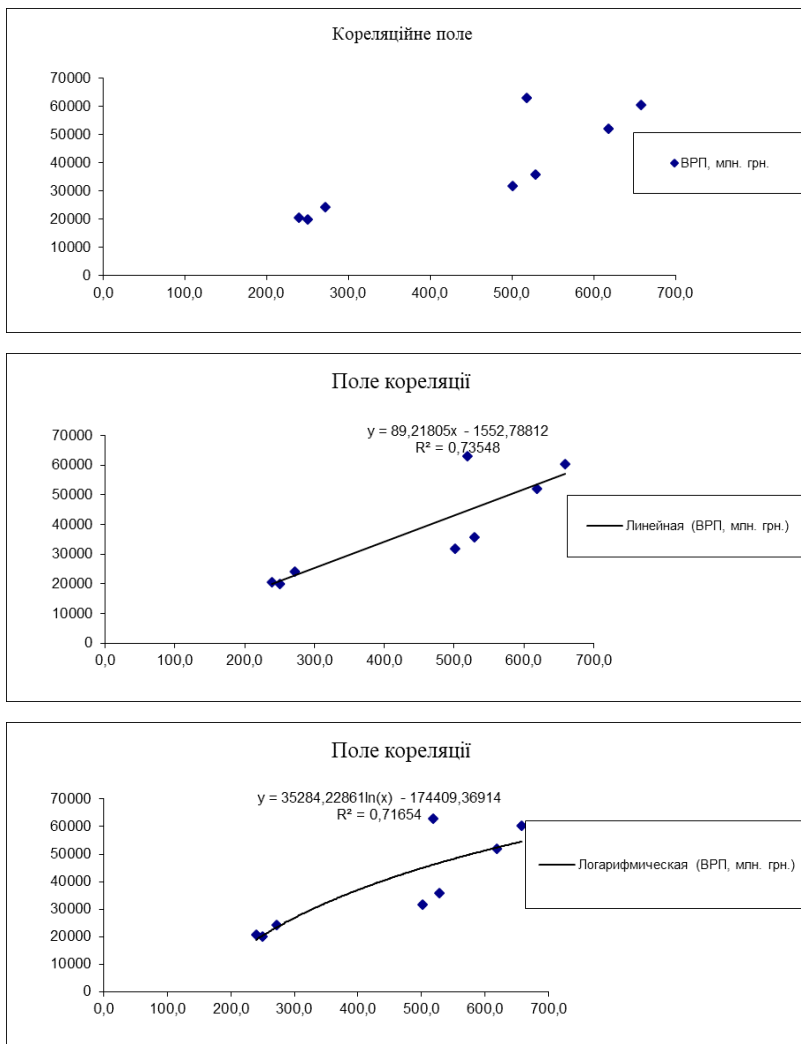 Кореляційне поле
70000
60000
50000
40000
30000
20000
10000
0
0,0 100,0 200,0 300,0 400,0 500,0 600,0 700,0
ВРП, млн. грн.
Поле кореляції
y = 89,21805x - 1552,78812
R² = 0,73548
70000
60000
50000
40000
30000
20000
10000
0
0,0 100,0 200,0 300,0 400,0 500,0 600,0 700,0
Линейная (ВРП, млн. грн.)
Поле кореляції
y = 35284,22861ln(x) - 174409,36914
R² = 0,71654
70000
60000
50000
40000
30000
20000
10000
0
0,0 100,0 200,0 300,0 400,0 500,0 600,0 700,0
Логарифмическая (ВРП, млн. грн.)